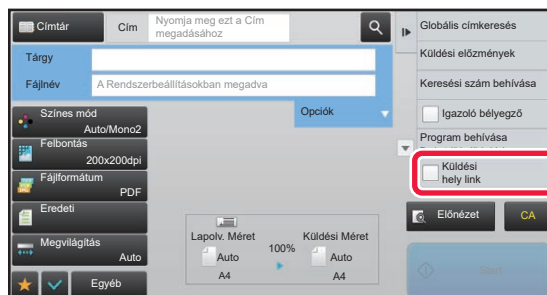 Címtár
Cím
Nyomja meg ezt a Cím
megadásához
Tárgy
Fájlnév
A Rendszerbeállításokban megadva
Opciók
Színes mód
Auto/Mono2
Felbontás
200x200dpi
Fájlformátum
PDF
Eredeti
Megvilágítás
Auto
Egyéb
Lapolv. Méret
Auto
A4
100%
Küldési Méret
Auto
A4
Globális címkeresés
Küldési előzmények
Keresési szám behívása
Igazoló bélyegző
Program behívása
Küldési
hely link
Előnézet
CA
Start